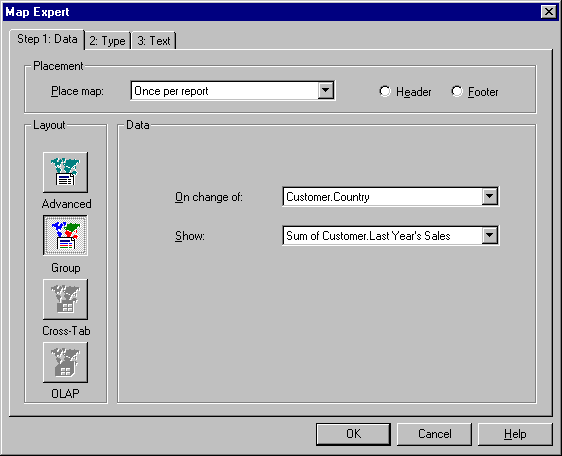 Map Expert
Step 1: Data 2: Type 3: Text
Placement
Place map: Once per report Header Footer
Layout
Data
Advanced
On change of: Customer.Country
Show: Sum of Customer.Last Year's Sales
Group
Cross-Tab
OLAP
OK Cancel Help